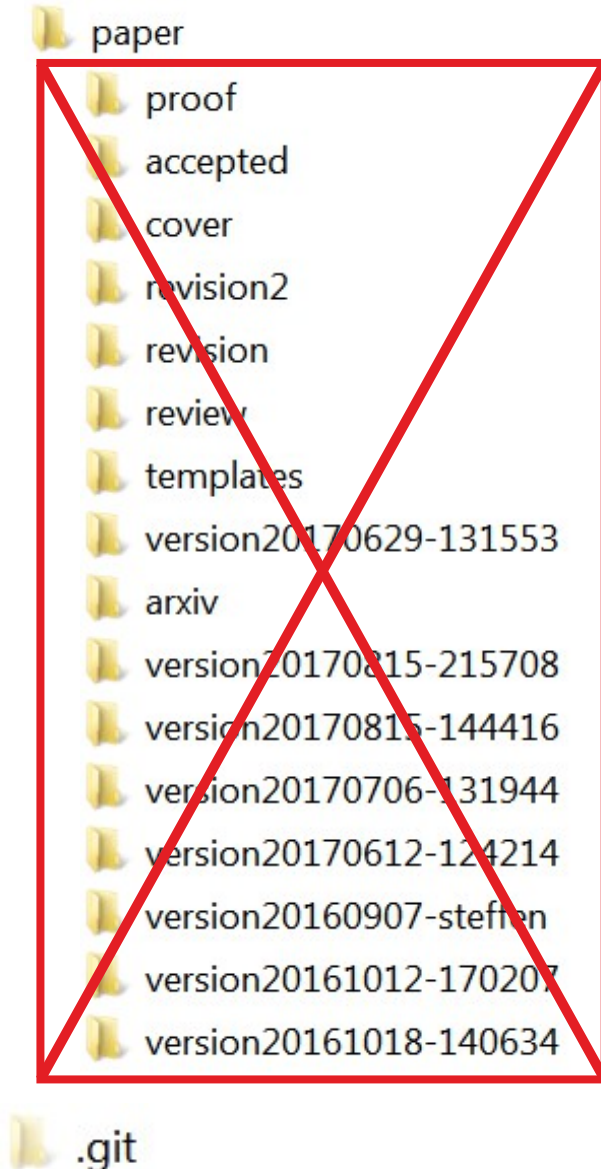 paper
proof
accepted
cover
revision2
revision
review
templates
version20170629-131553
arxiv
version20170815-215708
version20170815-144416
version20170706-131944
version20170612-124214
version20160907-steffen
version20161012-170207
version20161018-140634
.git